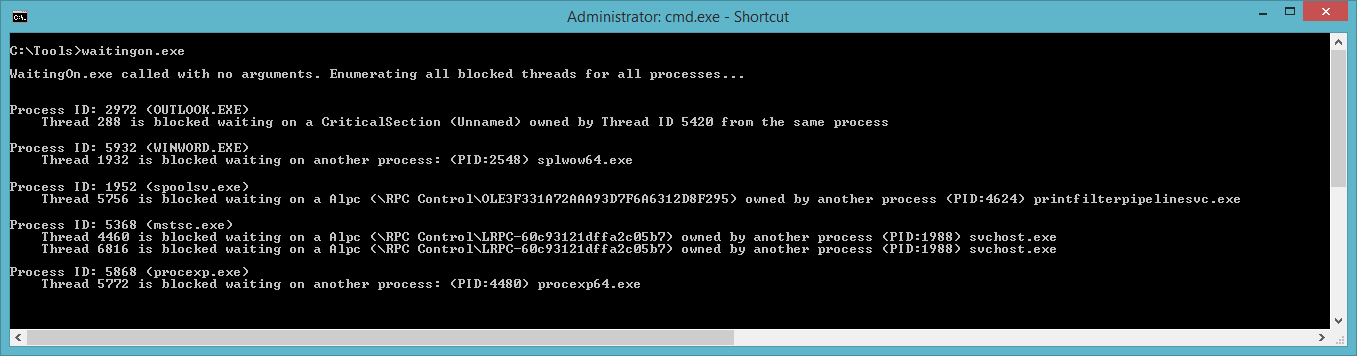 Administrator: cmd.exe - Shortcut
C:\Tools>waitingon.exe
WaitingOn.exe called with no arguments. Enumerating all blocked threads for all processes...
Process ID: 2972 (OUTLOOK.EXE)
Thread 288 is blocked waiting on a CriticalSection (Unnamed) owned by Thread ID 5420 from the same process
Process ID: 5932 (WINWORD.EXE)
Thread 1932 is blocked waiting on another process: (PID:2548) splwow64.exe
Process ID: 1952 (spoolsv.exe)
Thread 5756 is blocked waiting on a Alpc (\RPC Control\OLE3F331A72AAA93D7F6A6312D8F295) owned by another process (PID:4624) printfilterpipelinesvc.exe
Process ID: 5368 (mstsc.exe)
Thread 4460 is blocked waiting on a Alpc (\RPC Control\LRPC-60c93121dffa2c05b7) owned by another process (PID:1988) svchost.exe
Thread 6816 is blocked waiting on a Alpc (\RPC Control\LRPC-60c93121dffa2c05b7) owned by another process (PID:1988) svchost.exe
Process ID: 5868 (procexp.exe)
Thread 5772 is blocked waiting on another process: (PID:4480) procexp64.exe